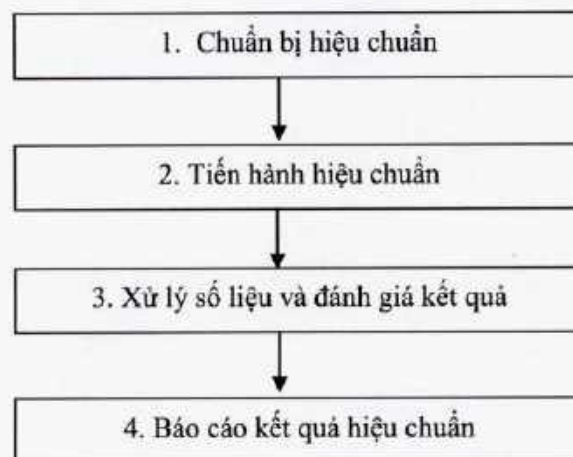 1. Chuẩn bị hiệu chuẩn
2. Tiến hành hiệu chuẩn
3. Xử lý số liệu và đánh giá kết quả
4. Báo cáo kết quả hiệu chuẩn